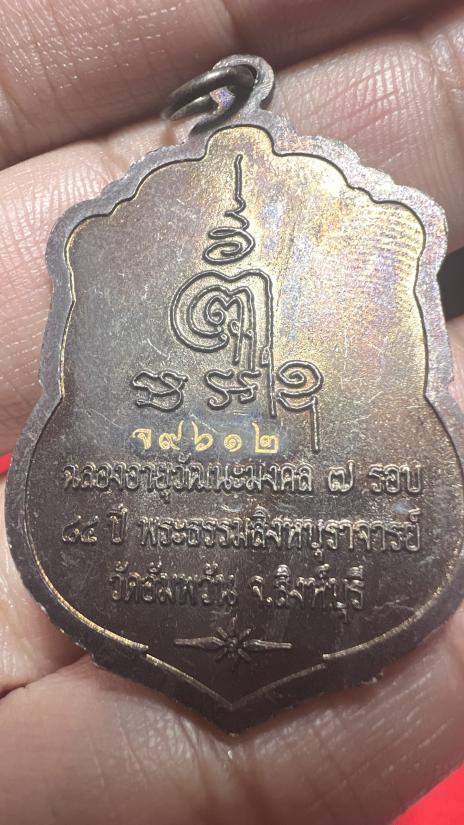 จ๙๖๑๒
ฉลองอายุวัฒนะมงคล ๗ รอบ
๘๔ ปี พระธรรมสิงหบุราจารย์
วัดอัมพวัน จ.สิงห์บุรี